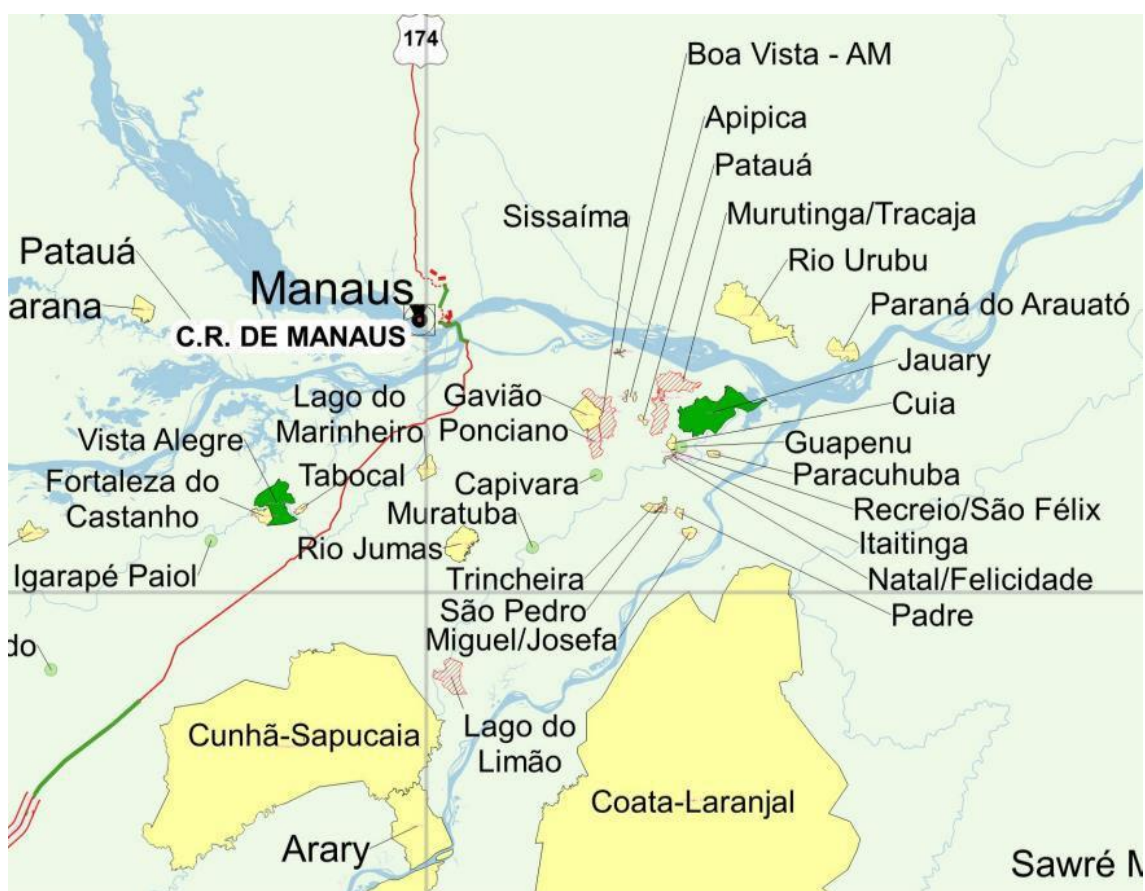 174
Boa Vista - AM
Apipica
Patauá
Sissaíma
Murutinga/Tracaja
Patauá
Rio Urubu
Manaus
arana
Paraná do Arauató
C.R. DE MANAUS
Jauary
Lago do
Marinheiro
Gavião
Ponciano
Cuia
Vista Alegre
Guapenu
Tabocal
Paracuhuba
Fortaleza do
Castanho
Capivara
Recreio/São Félix
Muratuba
Itaitinga
Rio Jumas
Igarapé Paiol
Trincheira
Natal/Felicidade
São Pedro
Padre
Miguel/Josefa
do
Cunhã-Sapucaia
Lago do
Limão
Coata-Laranjal
Arary
Sawré M